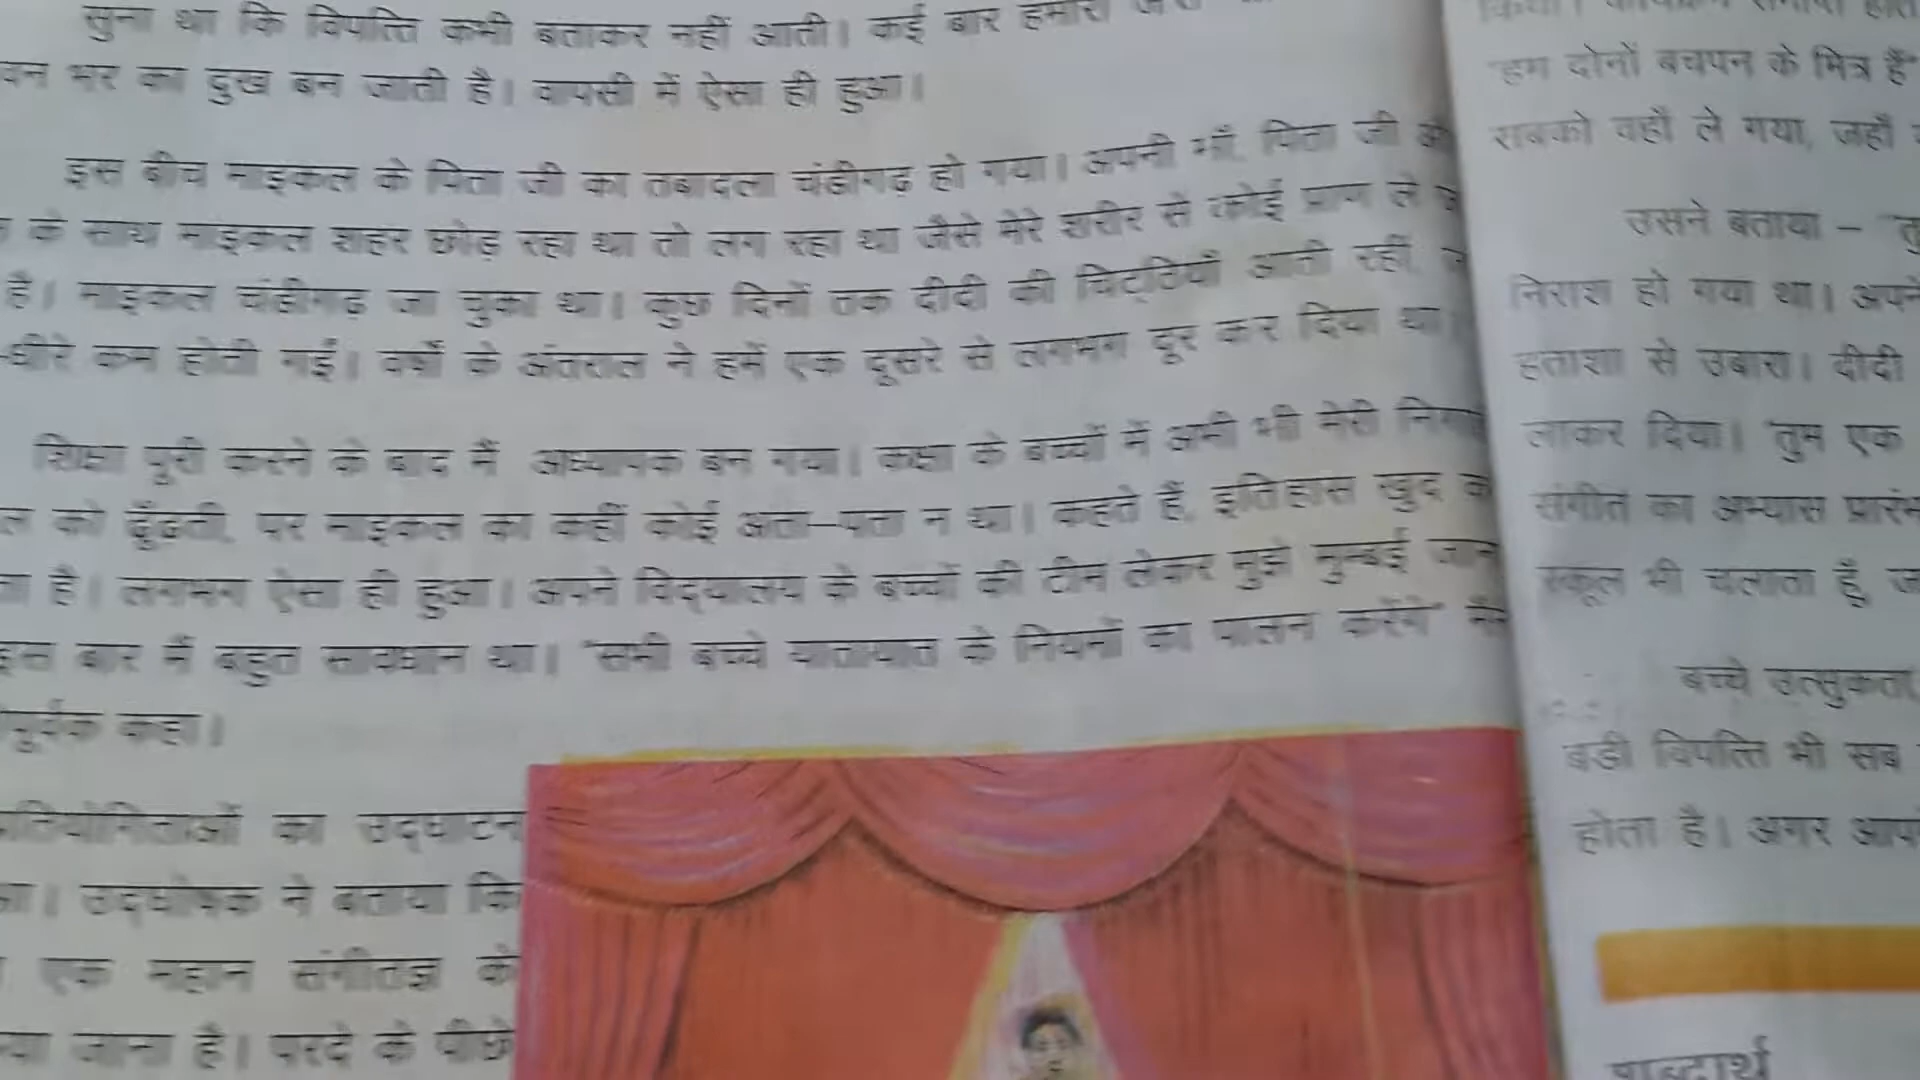 सुना था कि विपत्ति कभी बताकर नहीं आती। कई बार हमारी
भर का दुख बन जाती है। वापसी में ऐसा ही हुआ।
इस बीच माइकल के पिता जी का तबादला चंडीगढ़ हो गया। अपनी माँ, पिता जी
के साथ माइकल शहर छोड़ रहा था तो लग रहा था जैसे मेरे शरीर से कोई प्राण ले
है। माइकल चंडीगढ़ जा चुका था। कुछ दिनों तक दीदी की चिट्ठियाँ आती रहीं,
-धीरे कम होती गईं। वर्षों के अंतराल ने हमें एक दूसरे से लगभग दूर कर दिया था।
शिक्षा पूरी करने के बाद मैं अध्यापक बन गया। कक्षा के बच्चों में अभी भी मेरी
को ढूँढ़ती, पर माइकल का कहीं कोई अता–पता न था। कहते हैं, इतिहास खुद
है। लगभग ऐसा ही हुआ। अपने विद्यालय के बच्चों की टीम लेकर मुझे मुम्बई
इस बार मैं बहुत सावधान था। "सभी बच्चे यातायात के नियमों का पालन करेंगे"
पूर्वक कहा।
प्रतियोगिताओं का उद्घाटन
उद्घोषक ने बताया कि
एक महान संगीतज्ञ के
जाना है। परदे के पीछे
"हम दोनों बचपन के मित्र हैं"
सबको वहाँ ले गया, जहाँ
उसने बताया –
निराश हो गया था। अपने
हताशा से उबारा। दीदी
लाकर दिया। तुम एक
संगीत का अभ्यास प्रारंभ
स्कूल भी चलाता हूँ,
बच्चे उत्सुकता
बड़ी विपत्ति भी सब
होता है। अगर
शब्दार्थ